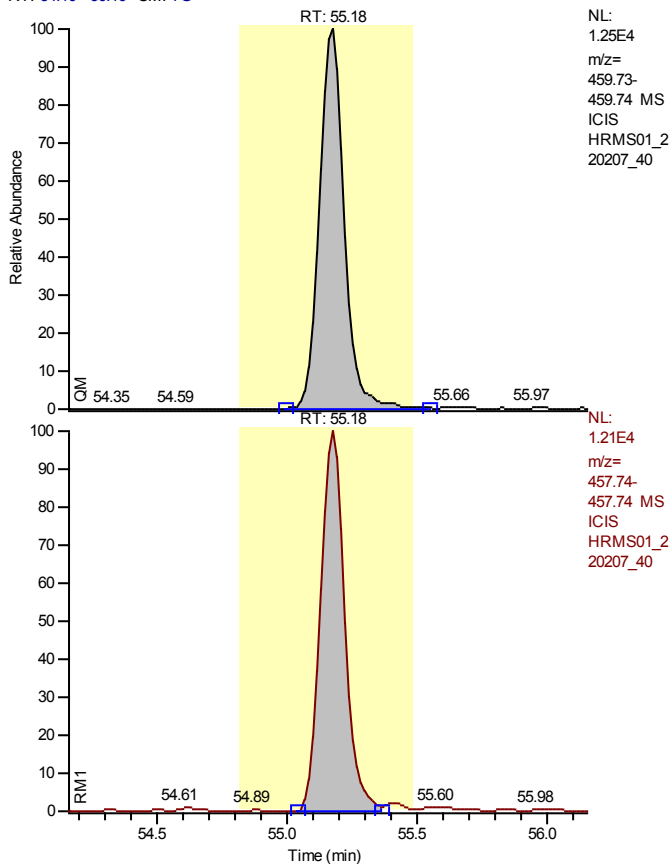 RT: 55.18
NL:
1.25E4
m/z=
459.73-
459.74 MS
ICIS
HRMS01_2
20207_40
100
90
80
70
60
50
40
30
20
10
0
Relative Abundance
QM
54.35 54.59 55.66 55.97
RT: 55.18
NL:
1.21E4
m/z=
457.74-
457.74 MS
ICIS
HRMS01_2
20207_40
100
90
80
70
60
50
40
30
20
10
0
RM1
54.61 54.89 55.60 55.98
54.5 55.0 55.5 56.0
Time (min)